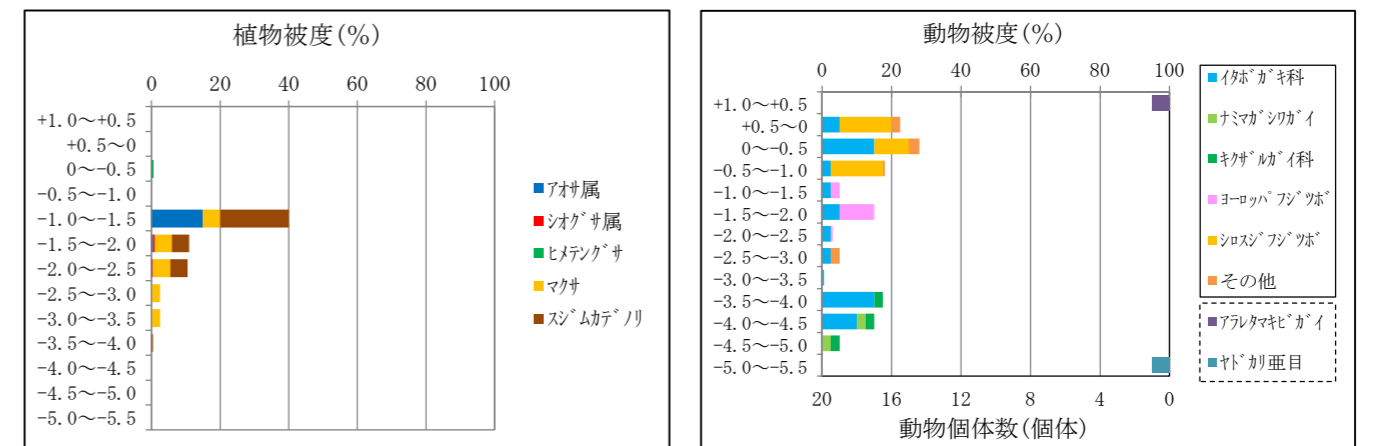 植物被度(%)
0 20 40 60 80 100
+1.0～+0.5
+0.5～0
0～-0.5
-0.5～-1.0
-1.0～-1.5
-1.5～-2.0
-2.0～-2.5
-2.5～-3.0
-3.0～-3.5
-3.5～-4.0
-4.0～-4.5
-4.5～-5.0
-5.0～-5.5
ｱｵｻ属
ｼｵｸﾞｻ属
ﾋﾒﾃﾝｸﾞｻ
ﾏｸｻ
ｽｼﾞﾑｶﾃﾞﾉﾘ
動物被度(%)
0 20 40 60 80 100
+1.0～+0.5
+0.5～0
0～-0.5
-0.5～-1.0
-1.0～-1.5
-1.5～-2.0
-2.0～-2.5
-2.5～-3.0
-3.0～-3.5
-3.5～-4.0
-4.0～-4.5
-4.5～-5.0
-5.0～-5.5
20 16 12 8 4 0
動物個体数(個体)
ｲﾀﾎﾞｶﾞｷ科
ﾅﾐﾏｶﾞｼﾜｶﾞｲ
ｷｸｻﾞﾙｶﾞｲ科
ﾖｰﾛｯﾊﾟﾌｼﾞﾂﾎﾞ
ｼﾛｽｼﾞﾌｼﾞﾂﾎﾞ
その他
ｱﾗﾚﾀﾏｷﾋﾞｶﾞｲ
ﾔﾄﾞｶﾘ亜目